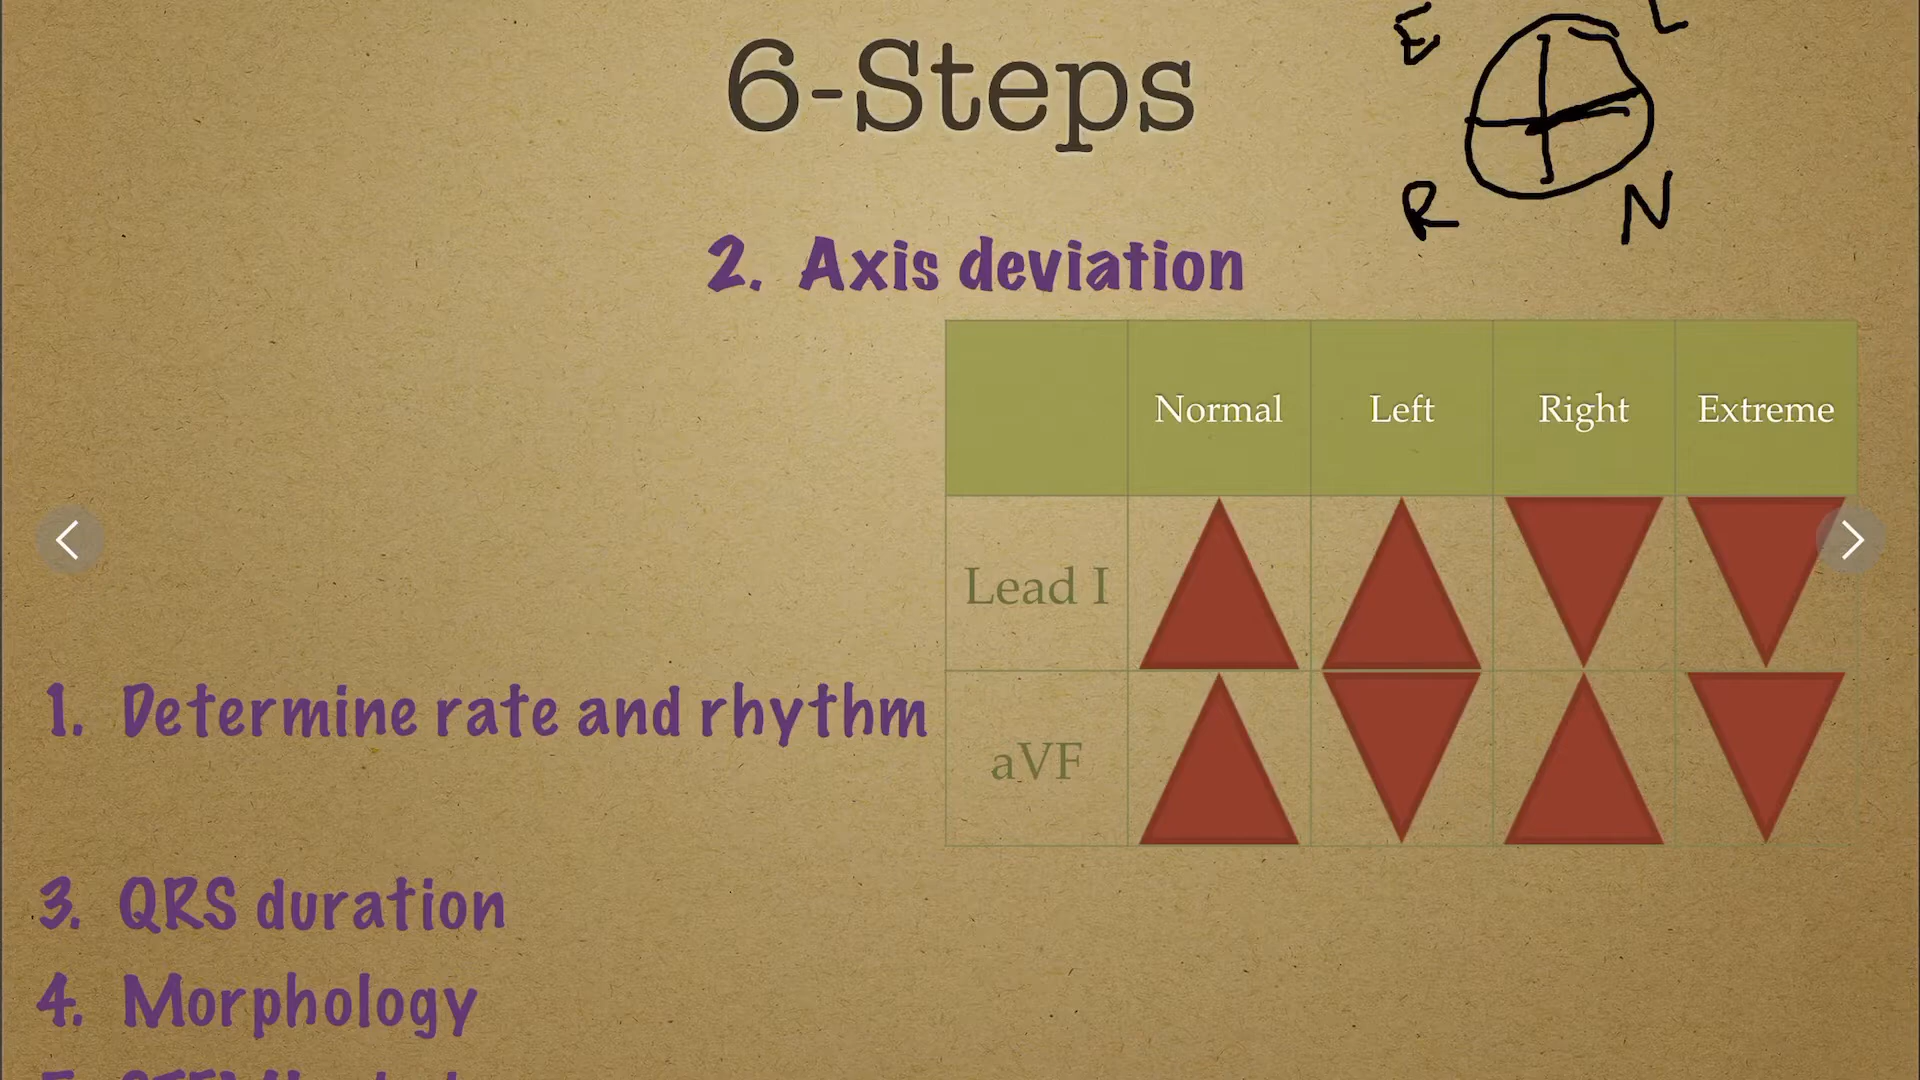 6-Steps
E
L
R
N
2. Axis deviation
Normal Left Right Extreme
Lead I
aVF
1. Determine rate and rhythm
3. QRS duration
4. Morphology